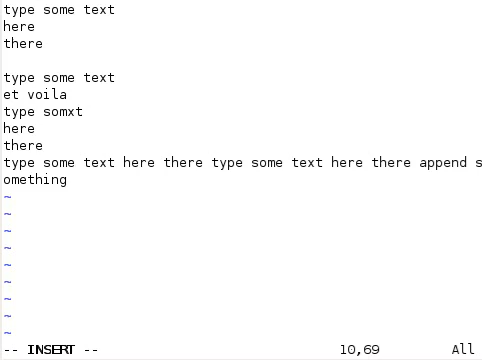 type some text
here
there

type some text
et voila
type somxt
here
there
type some text here there type some text here there append s
omething
~
~
~
~
~
~
~
~
~
-- INSERT --                              10,69         All